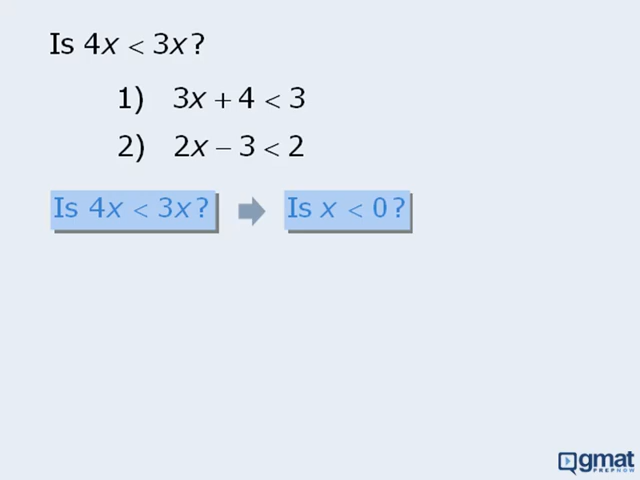 Is 4x < 3x?
1) 3x + 4 < 3
2) 2x − 3 < 2
Is 4x < 3x? Is x < 0?
gmat
PREPNOW